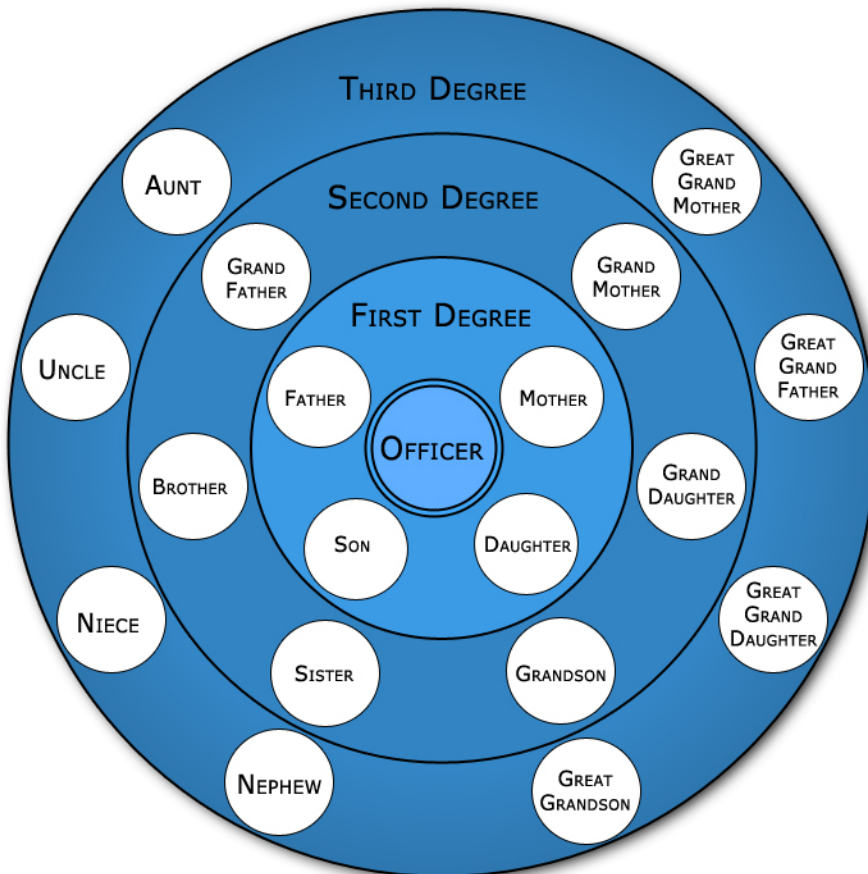 Third Degree
Aunt
Great
Grand
Mother
Second Degree
Grand
Father
Grand
Mother
First Degree
Uncle
Great
Grand
Father
Father
Mother
Officer
Brother
Grand
Daughter
Son
Daughter
Niece
Great
Grand
Daughter
Sister
Grandson
Nephew
Great
Grandson